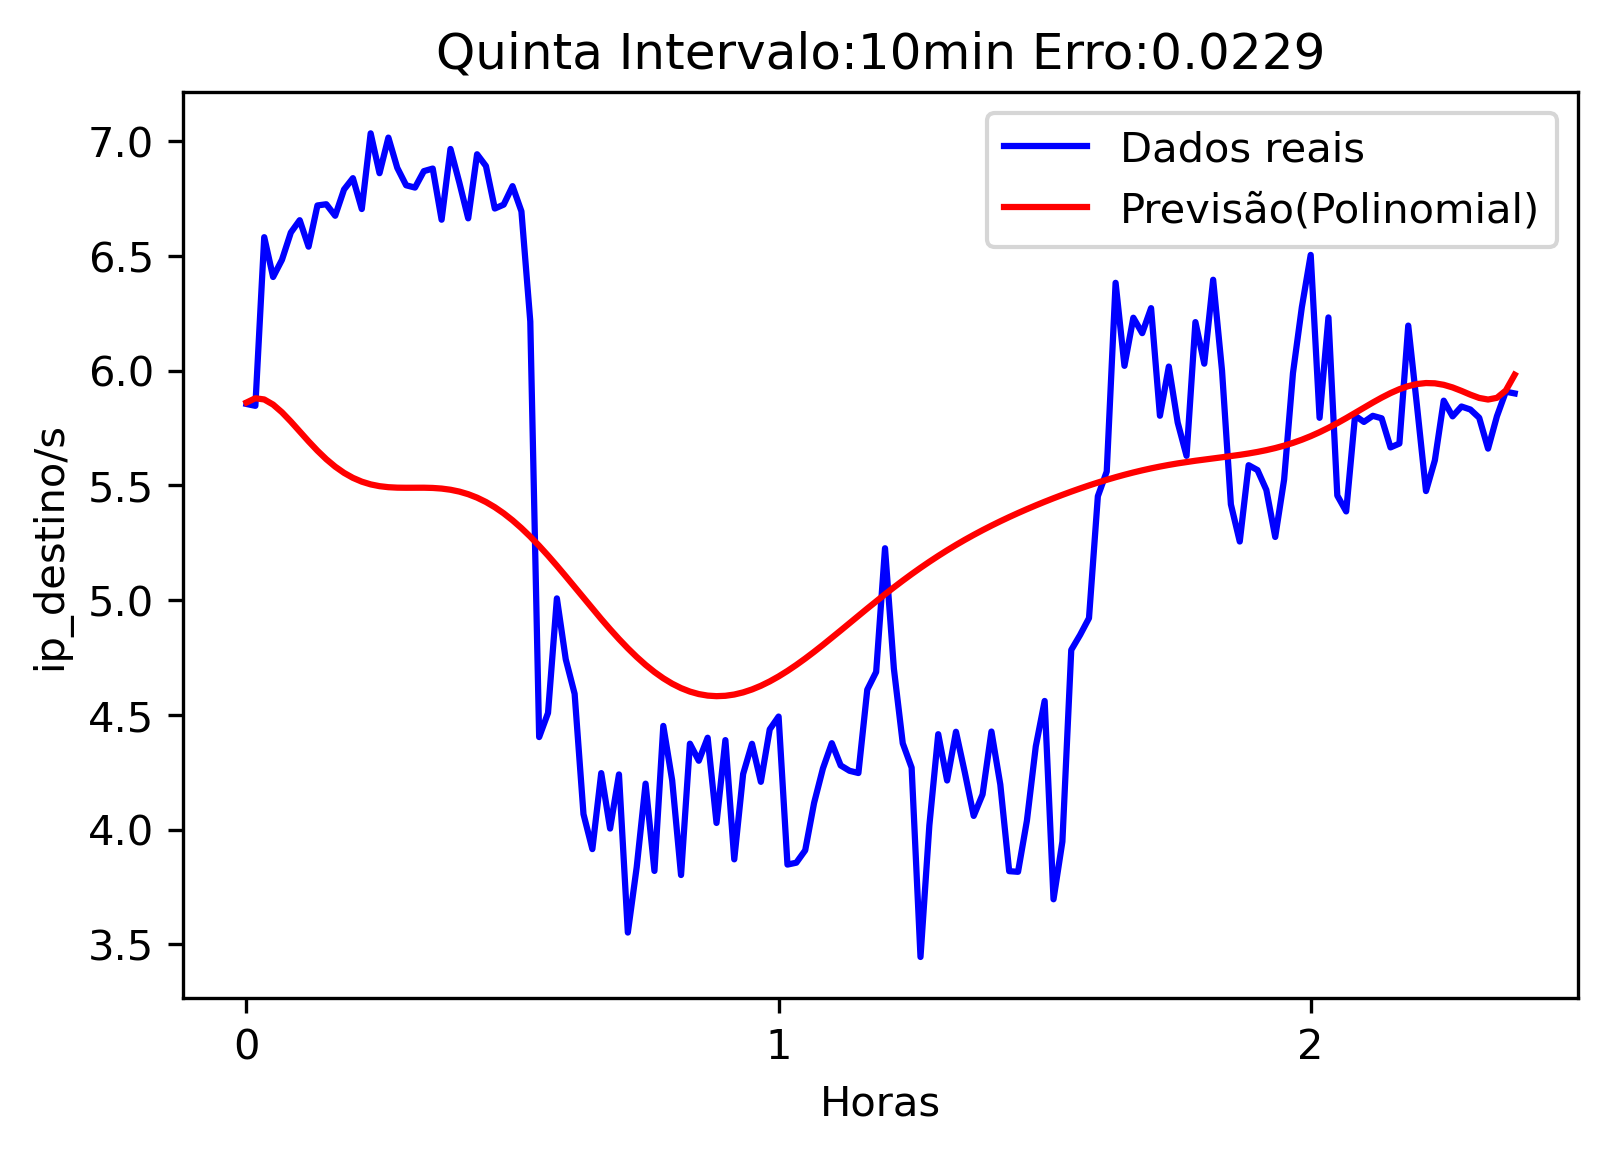 Quinta Intervalo:10min Erro:0.0229
Dados reais
Previsão(Polinomial)
ip_destino/s
7.0
6.5
6.0
5.5
5.0
4.5
4.0
3.5
0 1 2
Horas